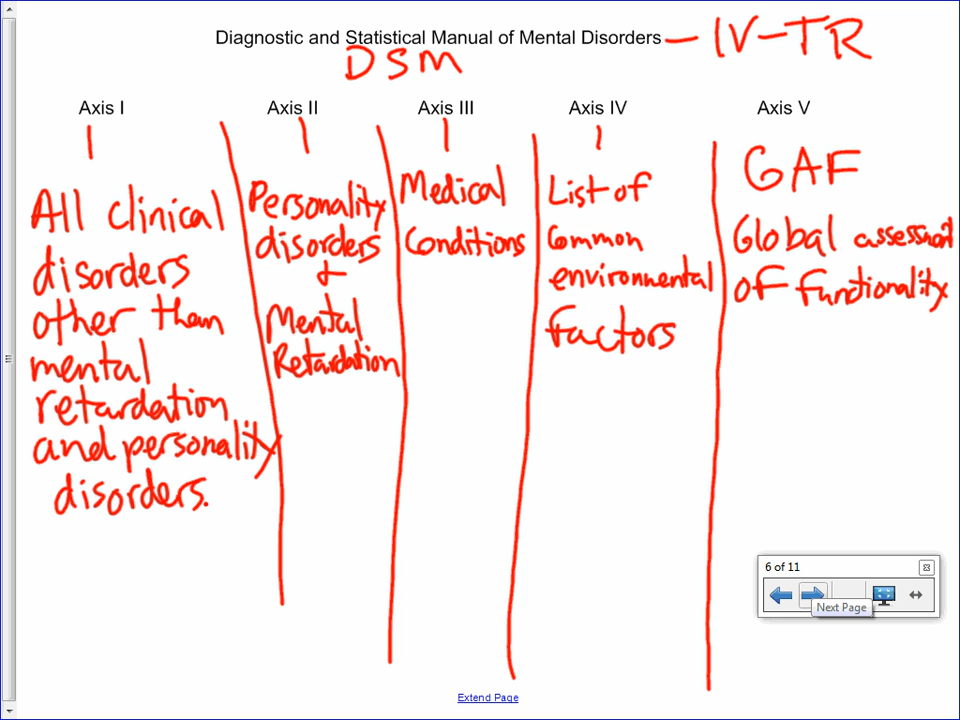 Diagnostic and Statistical Manual of Mental Disorders - IV-TR
DSM
Axis I
All clinical
disorders
other than
mental
retardation
and personality
disorders.
Axis II
Personality
disorders
&
Mental
Retardation
Axis III
Medical
Conditions
Axis IV
List of
Common
environmental
factors
Axis V
GAF
Global assessment
of functionality
6 of 11
Next Page
Extend Page